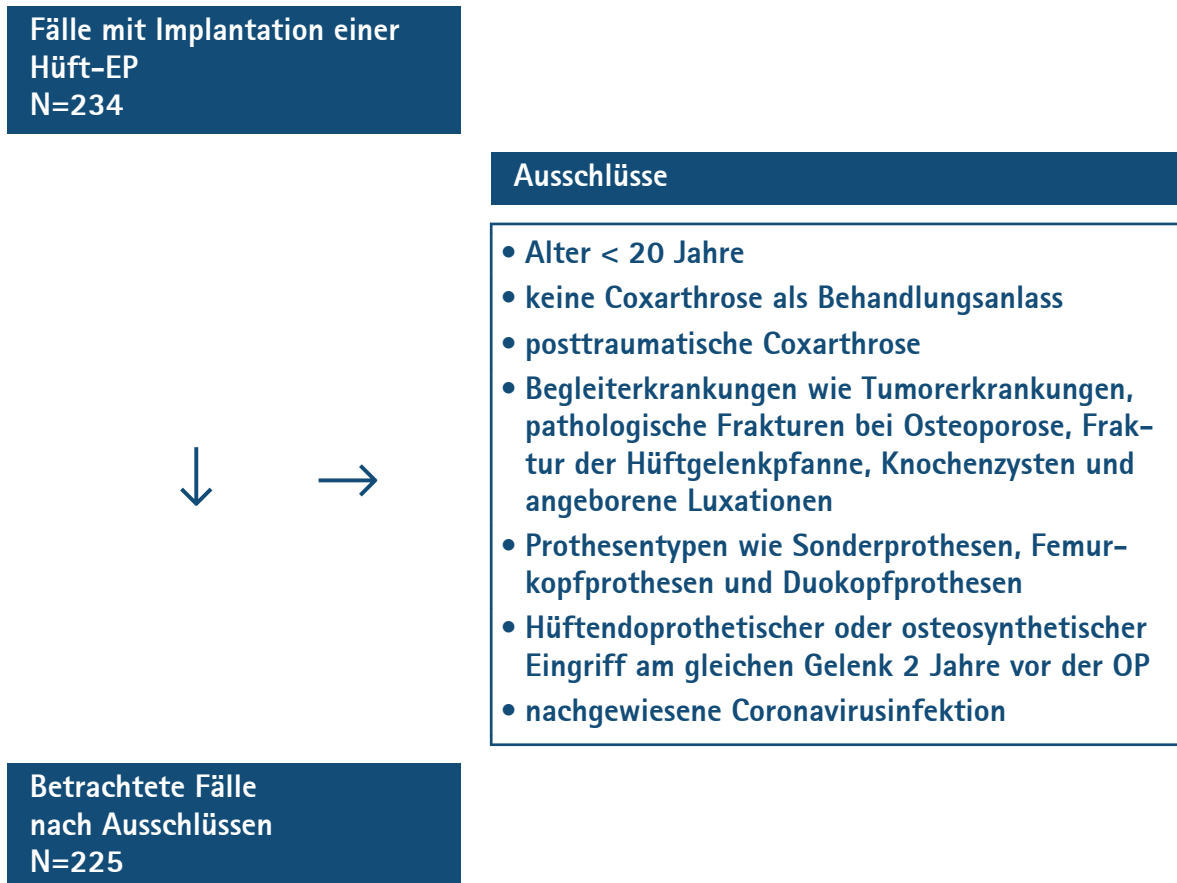 Fälle mit Implantation einer
Hüft-EP
N=234
Ausschlüsse
• Alter < 20 Jahre
• keine Coxarthrose als Behandlungsanlass
• posttraumatische Coxarthrose
• Begleiterkrankungen wie Tumorerkrankungen,
pathologische Frakturen bei Osteoporose, Frak-
tur der Hüftgelenkpfanne, Knochenzysten und
angeborene Luxationen
• Prothesentypen wie Sonderprothesen, Femur-
kopfprothesen und Duokopfprothesen
• Hüftendoprothetischer oder osteosynthetischer
Eingriff am gleichen Gelenk 2 Jahre vor der OP
• nachgewiesene Coronavirusinfektion
Betrachtete Fälle
nach Ausschlüssen
N=225